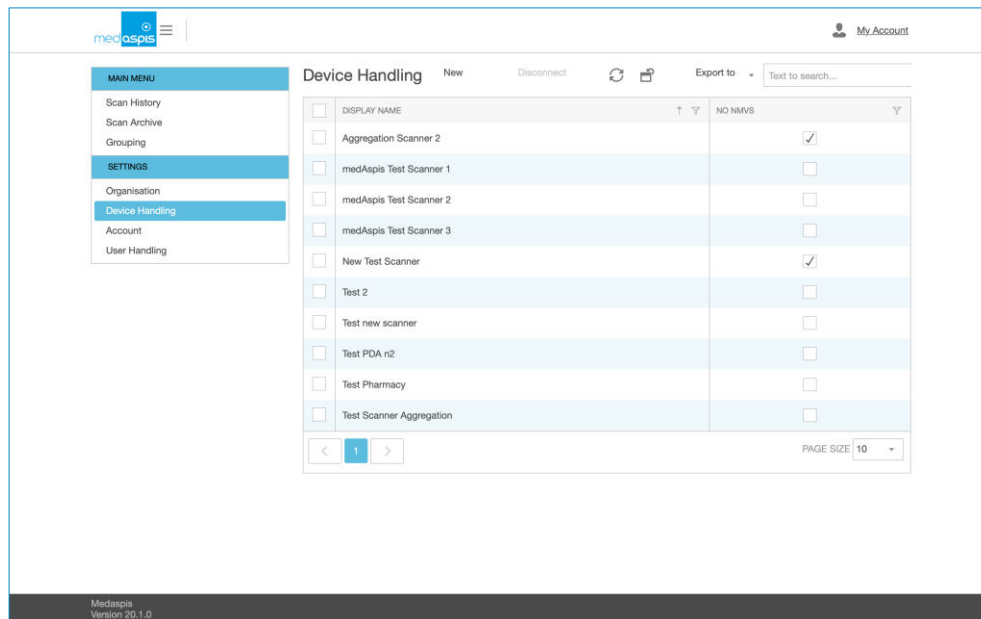 medaspis
My Account
MAIN MENU
Scan History
Scan Archive
Grouping
SETTINGS
Organisation
Device Handling
Account
User Handling
Device Handling New Disconnect Export to Text to search...
DISPLAY NAME NO NMVS
Aggregation Scanner 2
medAspis Test Scanner 1
medAspis Test Scanner 2
medAspis Test Scanner 3
New Test Scanner
Test 2
Test new scanner
Test PDA n2
Test Pharmacy
Test Scanner Aggregation
1 PAGE SIZE 10
Medaspis
Version 20.1.0